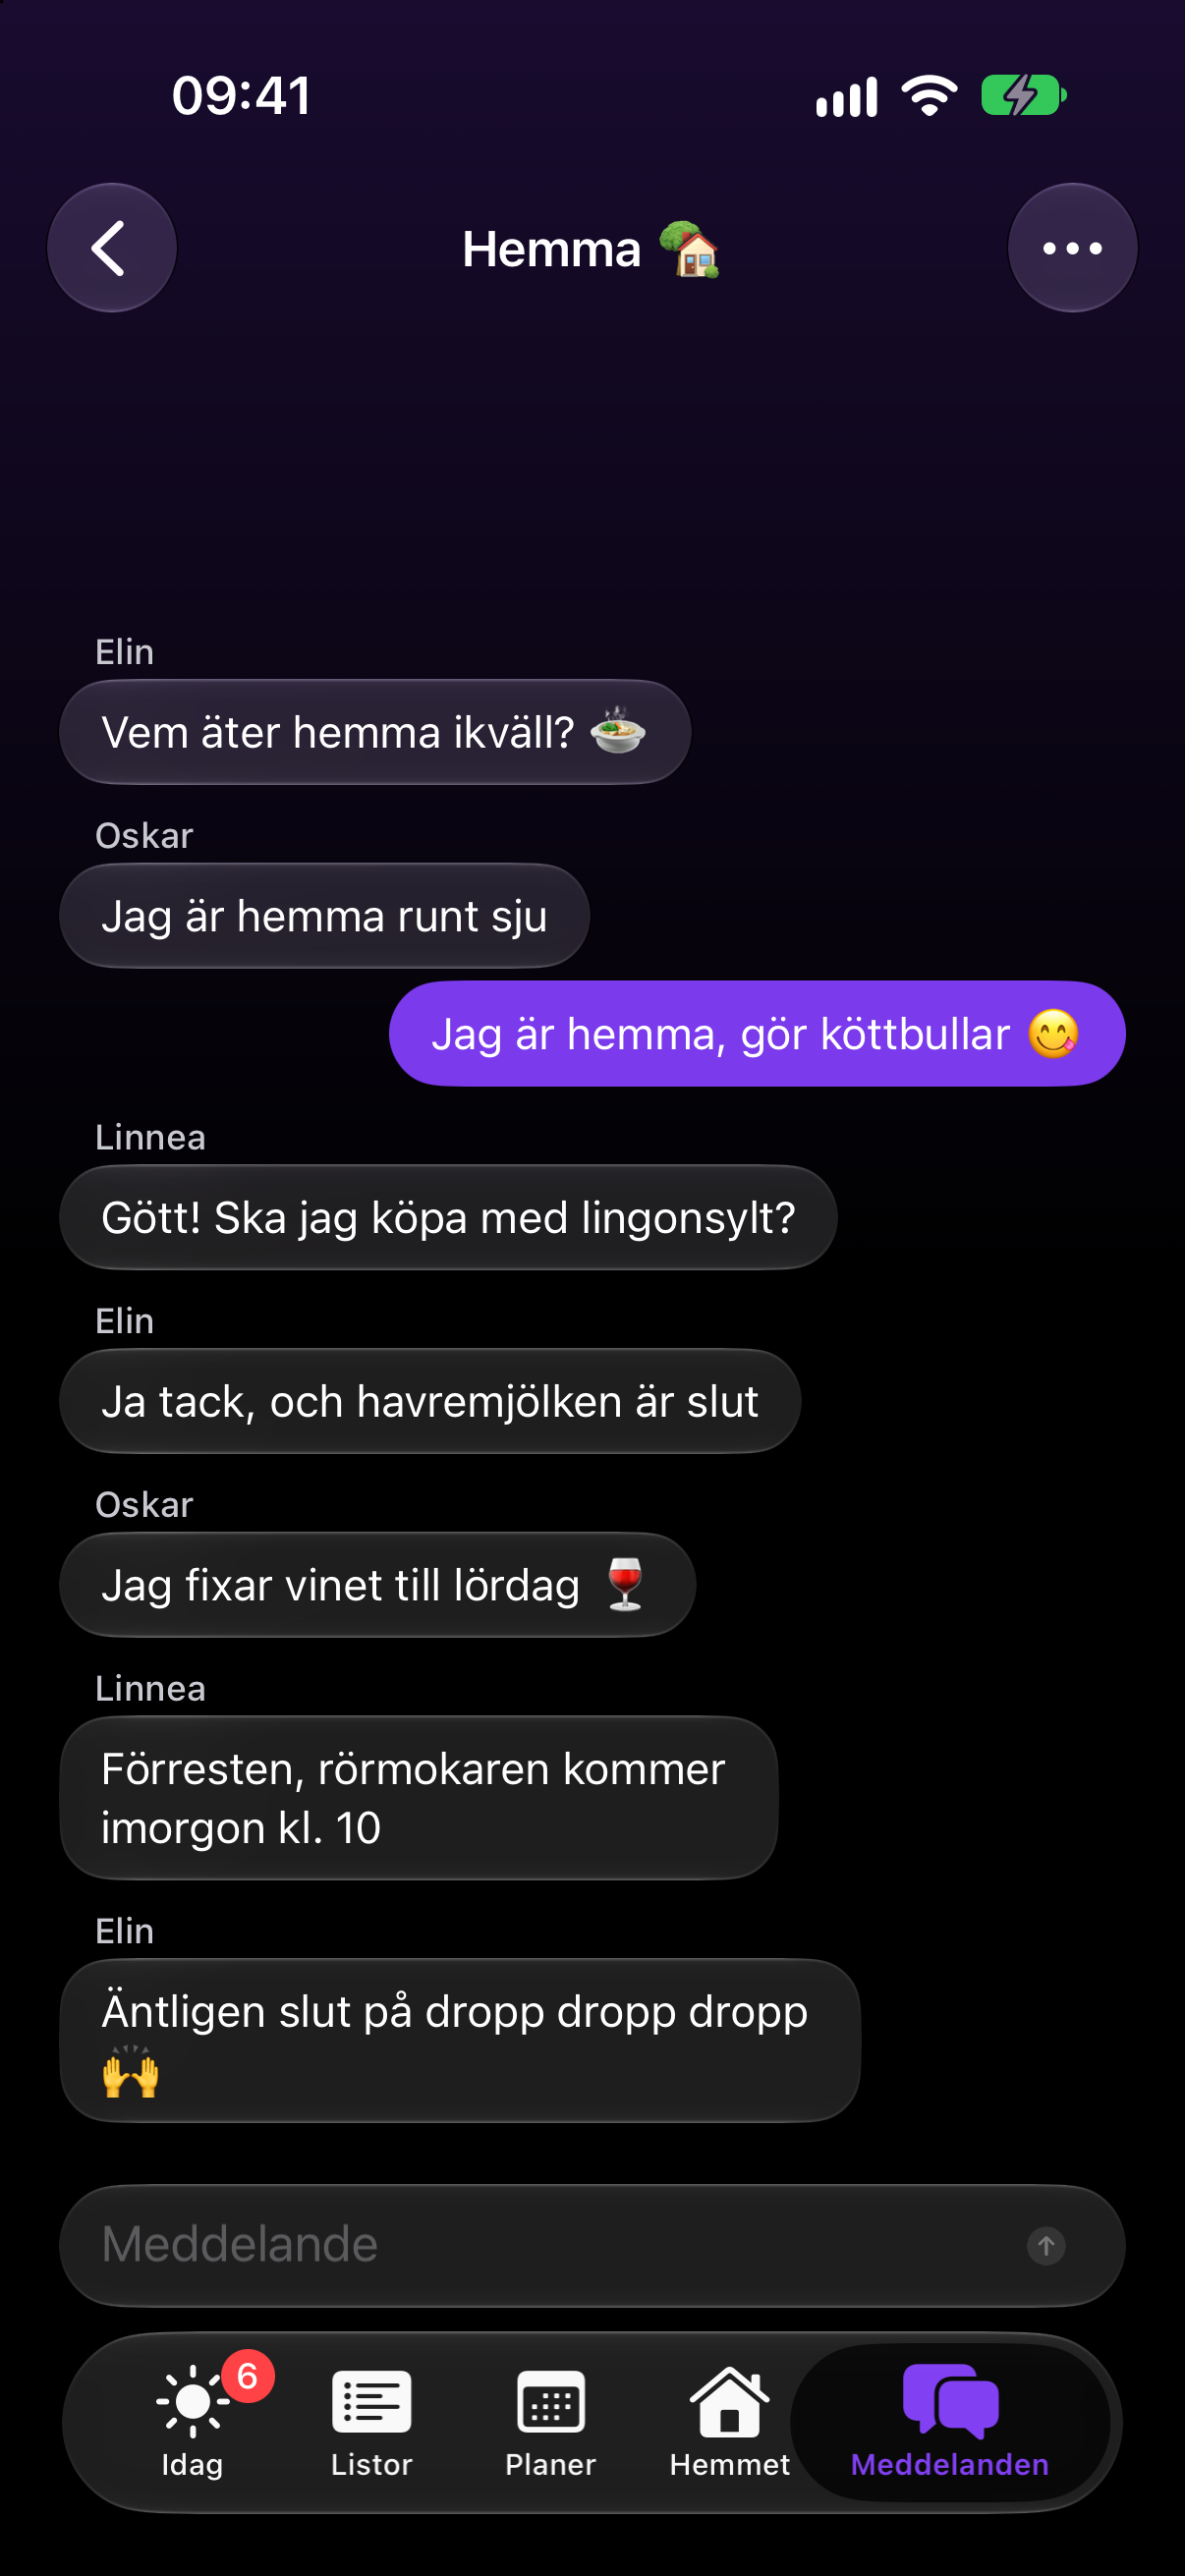 09:41
Hemma 🏡
Elin
Vem äter hemma ikväll? 🍲
Oskar
Jag är hemma runt sju
Jag är hemma, gör köttbullar 😋
Linnea
Gött! Ska jag köpa med lingonsylt?
Elin
Ja tack, och havremjölken är slut
Oskar
Jag fixar vinet till lördag 🍷
Linnea
Förresten, rörmokaren kommer
imorgon kl. 10
Elin
Äntligen slut på dropp dropp dropp
🙌
Meddelande
6
Idag
Listor
Planer
Hemmet
Meddelanden